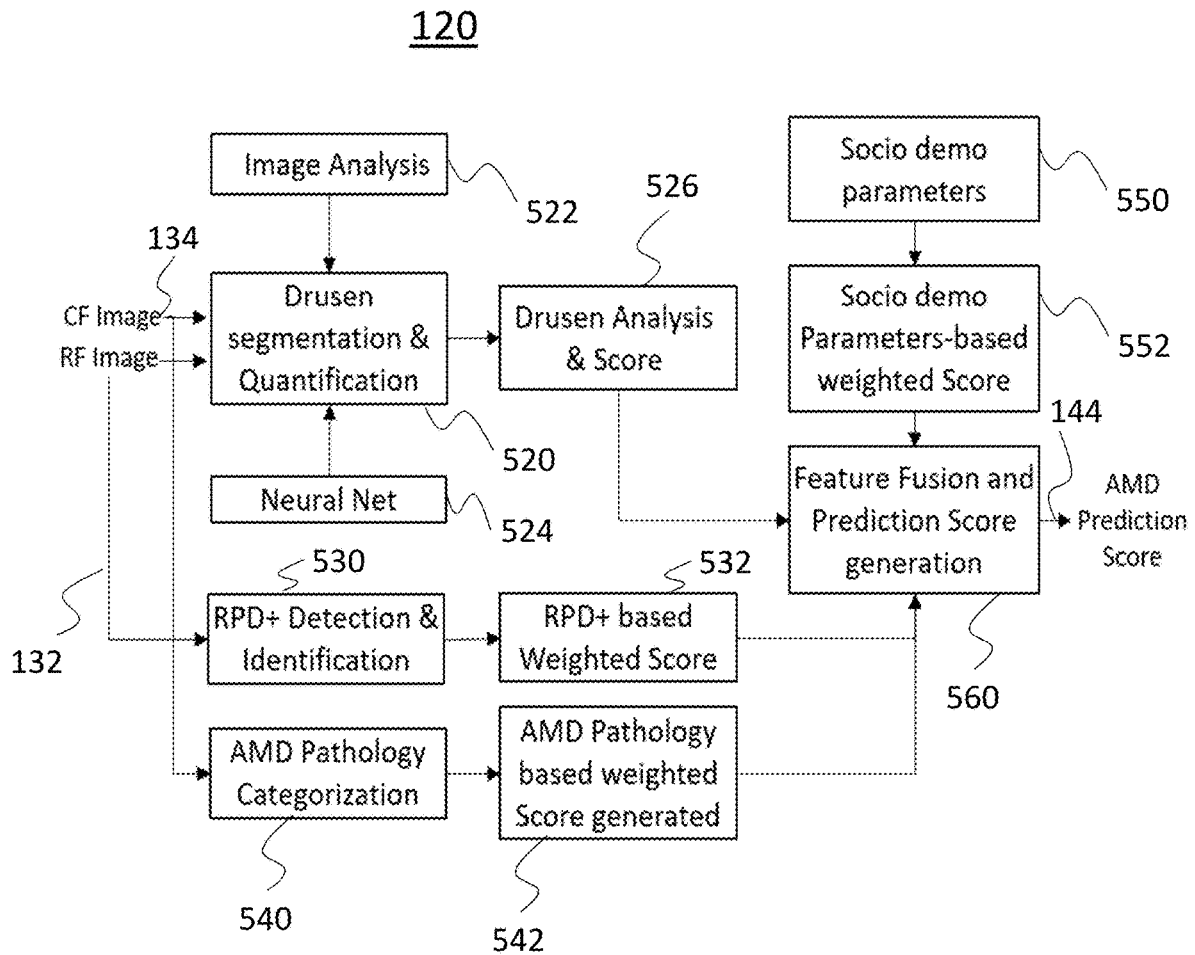 120
Image Analysis
522
Socio demo
parameters
550
526
134
CF Image
RF Image
Drusen
segmentation &
Quantification
520
Drusen Analysis
& Score
Socio demo
Parameters-based
weighted Score
552
144
Neural Net
524
Feature Fusion and
Prediction Score
generation
AMD
Prediction
Score
530
RPD+ Detection &
Identification
532
RPD+ based
Weighted Score
132
560
AMD Pathology
Categorization
540
AMD Pathology
based weighted
Score generated
542